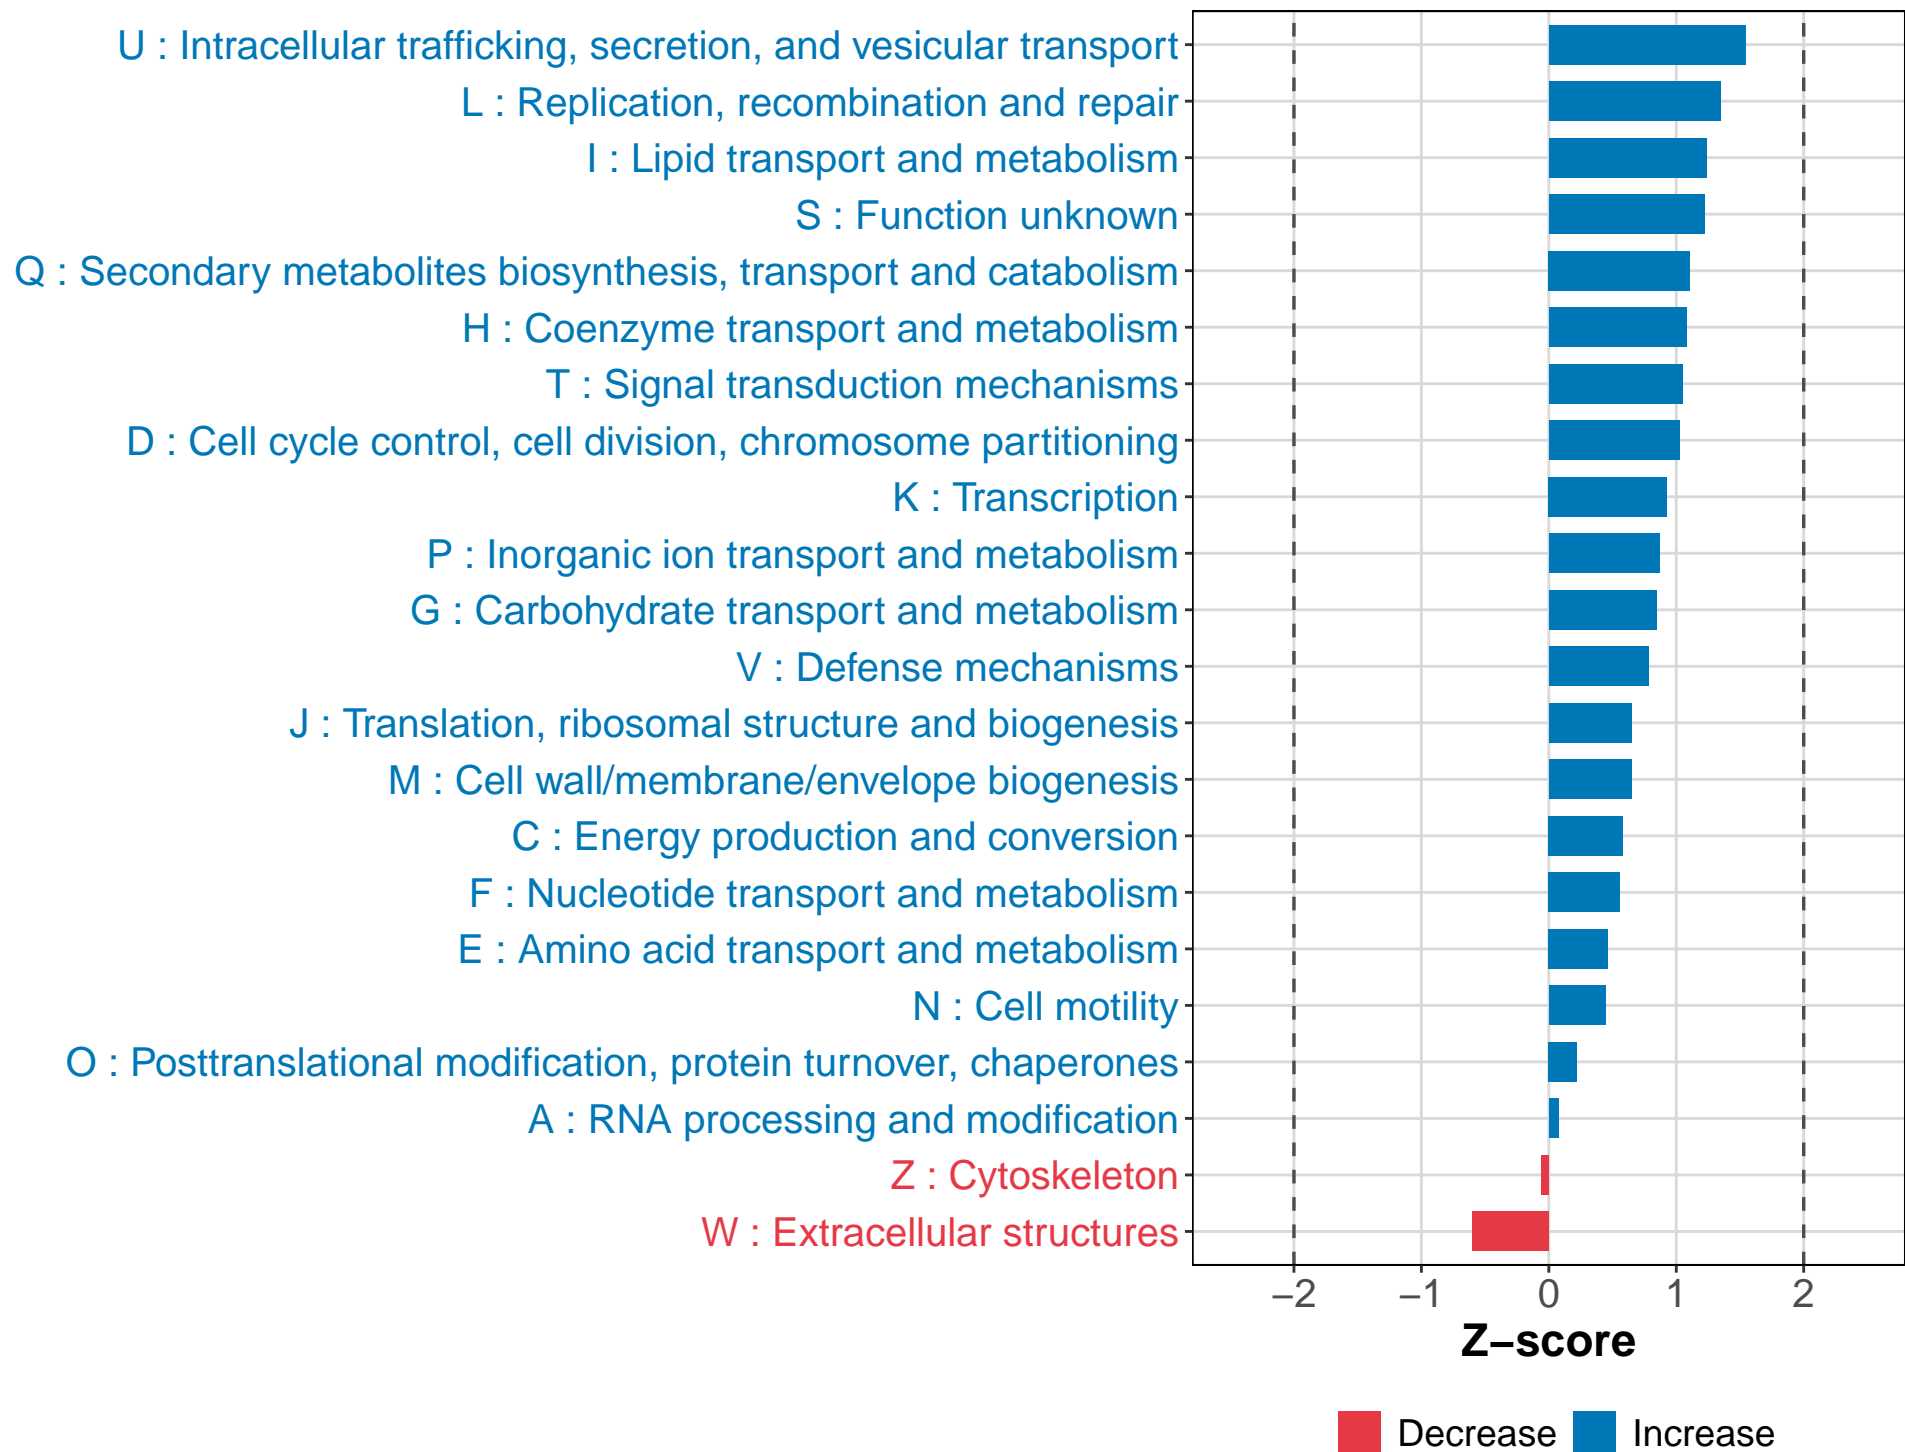 U : Intracellular trafficking, secretion, and vesicular transport
L : Replication, recombination and repair
I : Lipid transport and metabolism
S : Function unknown
Q : Secondary metabolites biosynthesis, transport and catabolism
H : Coenzyme transport and metabolism
T : Signal transduction mechanisms
D : Cell cycle control, cell division, chromosome partitioning
K : Transcription
P : Inorganic ion transport and metabolism
G : Carbohydrate transport and metabolism
V : Defense mechanisms
J : Translation, ribosomal structure and biogenesis
M : Cell wall/membrane/envelope biogenesis
C : Energy production and conversion
F : Nucleotide transport and metabolism
E : Amino acid transport and metabolism
N : Cell motility
O : Posttranslational modification, protein turnover, chaperones
A : RNA processing and modification
Z : Cytoskeleton
W : Extracellular structures
−2 −1 0 1 2
Z−score
Decrease Increase